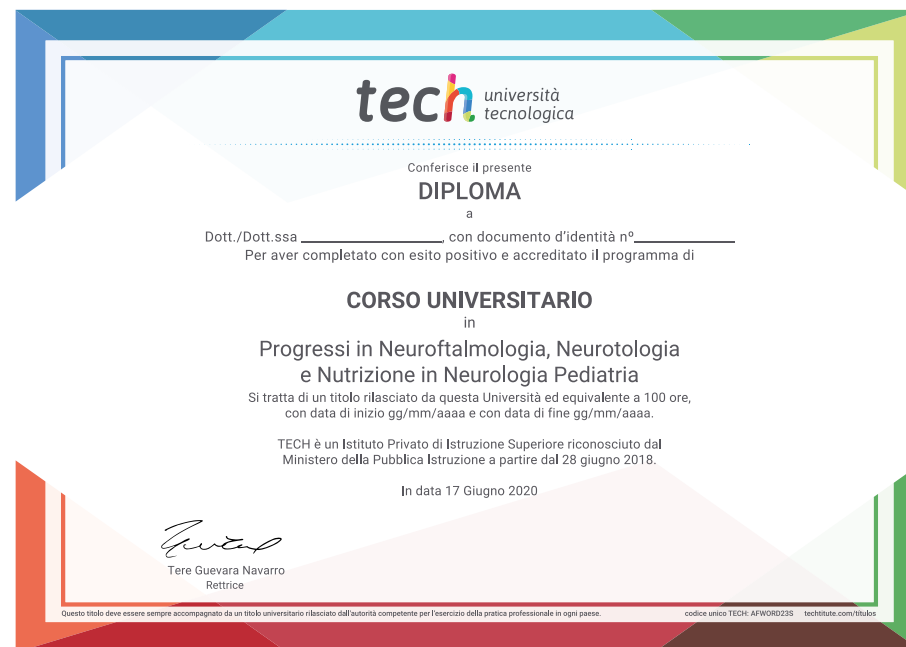 tech università
tecnologica
Conferisce il presente
DIPLOMA
a
Dott./Dott.ssa ____________________, con documento d'identità nº______________
Per aver completato con esito positivo e accreditato il programma di
CORSO UNIVERSITARIO
in
Progressi in Neuroftalmologia, Neurotologia
e Nutrizione in Neurologia Pediatria
Si tratta di un titolo rilasciato da questa Università ed equivalente a 100 ore,
con data di inizio gg/mm/aaaa e con data di fine gg/mm/aaaa.
TECH è un Istituto Privato di Istruzione Superiore riconosciuto dal
Ministero della Pubblica Istruzione a partire dal 28 giugno 2018.
In data 17 Giugno 2020
Tere Guevara Navarro
Rettrice
Questo titolo deve essere sempre accompagnato da un titolo universitario rilasciato dall'autorità competente per l'esercizio della pratica professionale in ogni paese. codice unico TECH: AFWORD23S techtitute.com/titulos